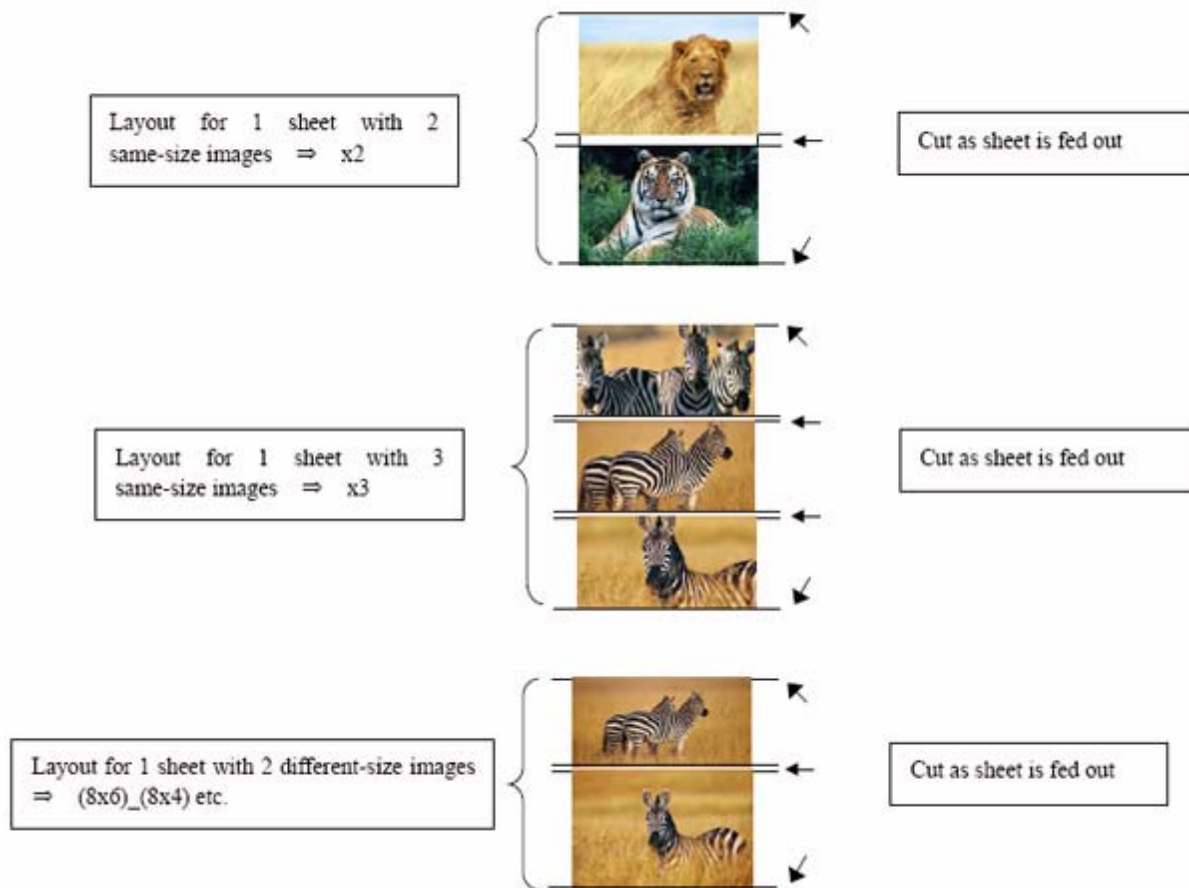 Layout for 1 sheet with 2
same-size images ⇒ x2
Cut as sheet is fed out
Layout for 1 sheet with 3
same-size images ⇒ x3
Cut as sheet is fed out
Layout for 1 sheet with 2 different-size images
⇒ (8x6)_(8x4) etc.
Cut as sheet is fed out